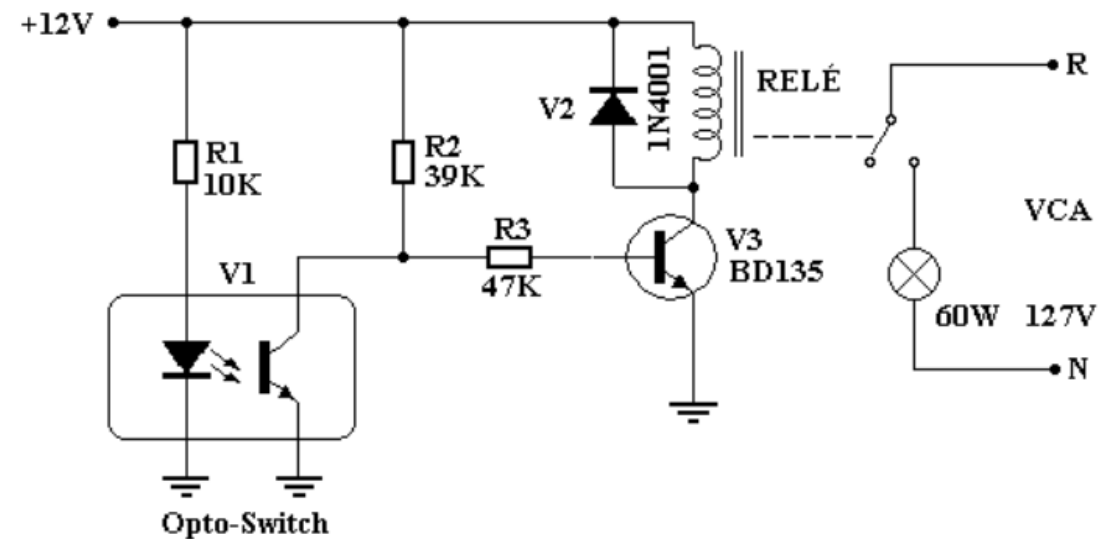 +12V
R1
10K
R2
39K
V2
1N4001
RELÉ
R
R3
47K
V1
V3
BD135
VCA
60W 127V
N
Opto-Switch